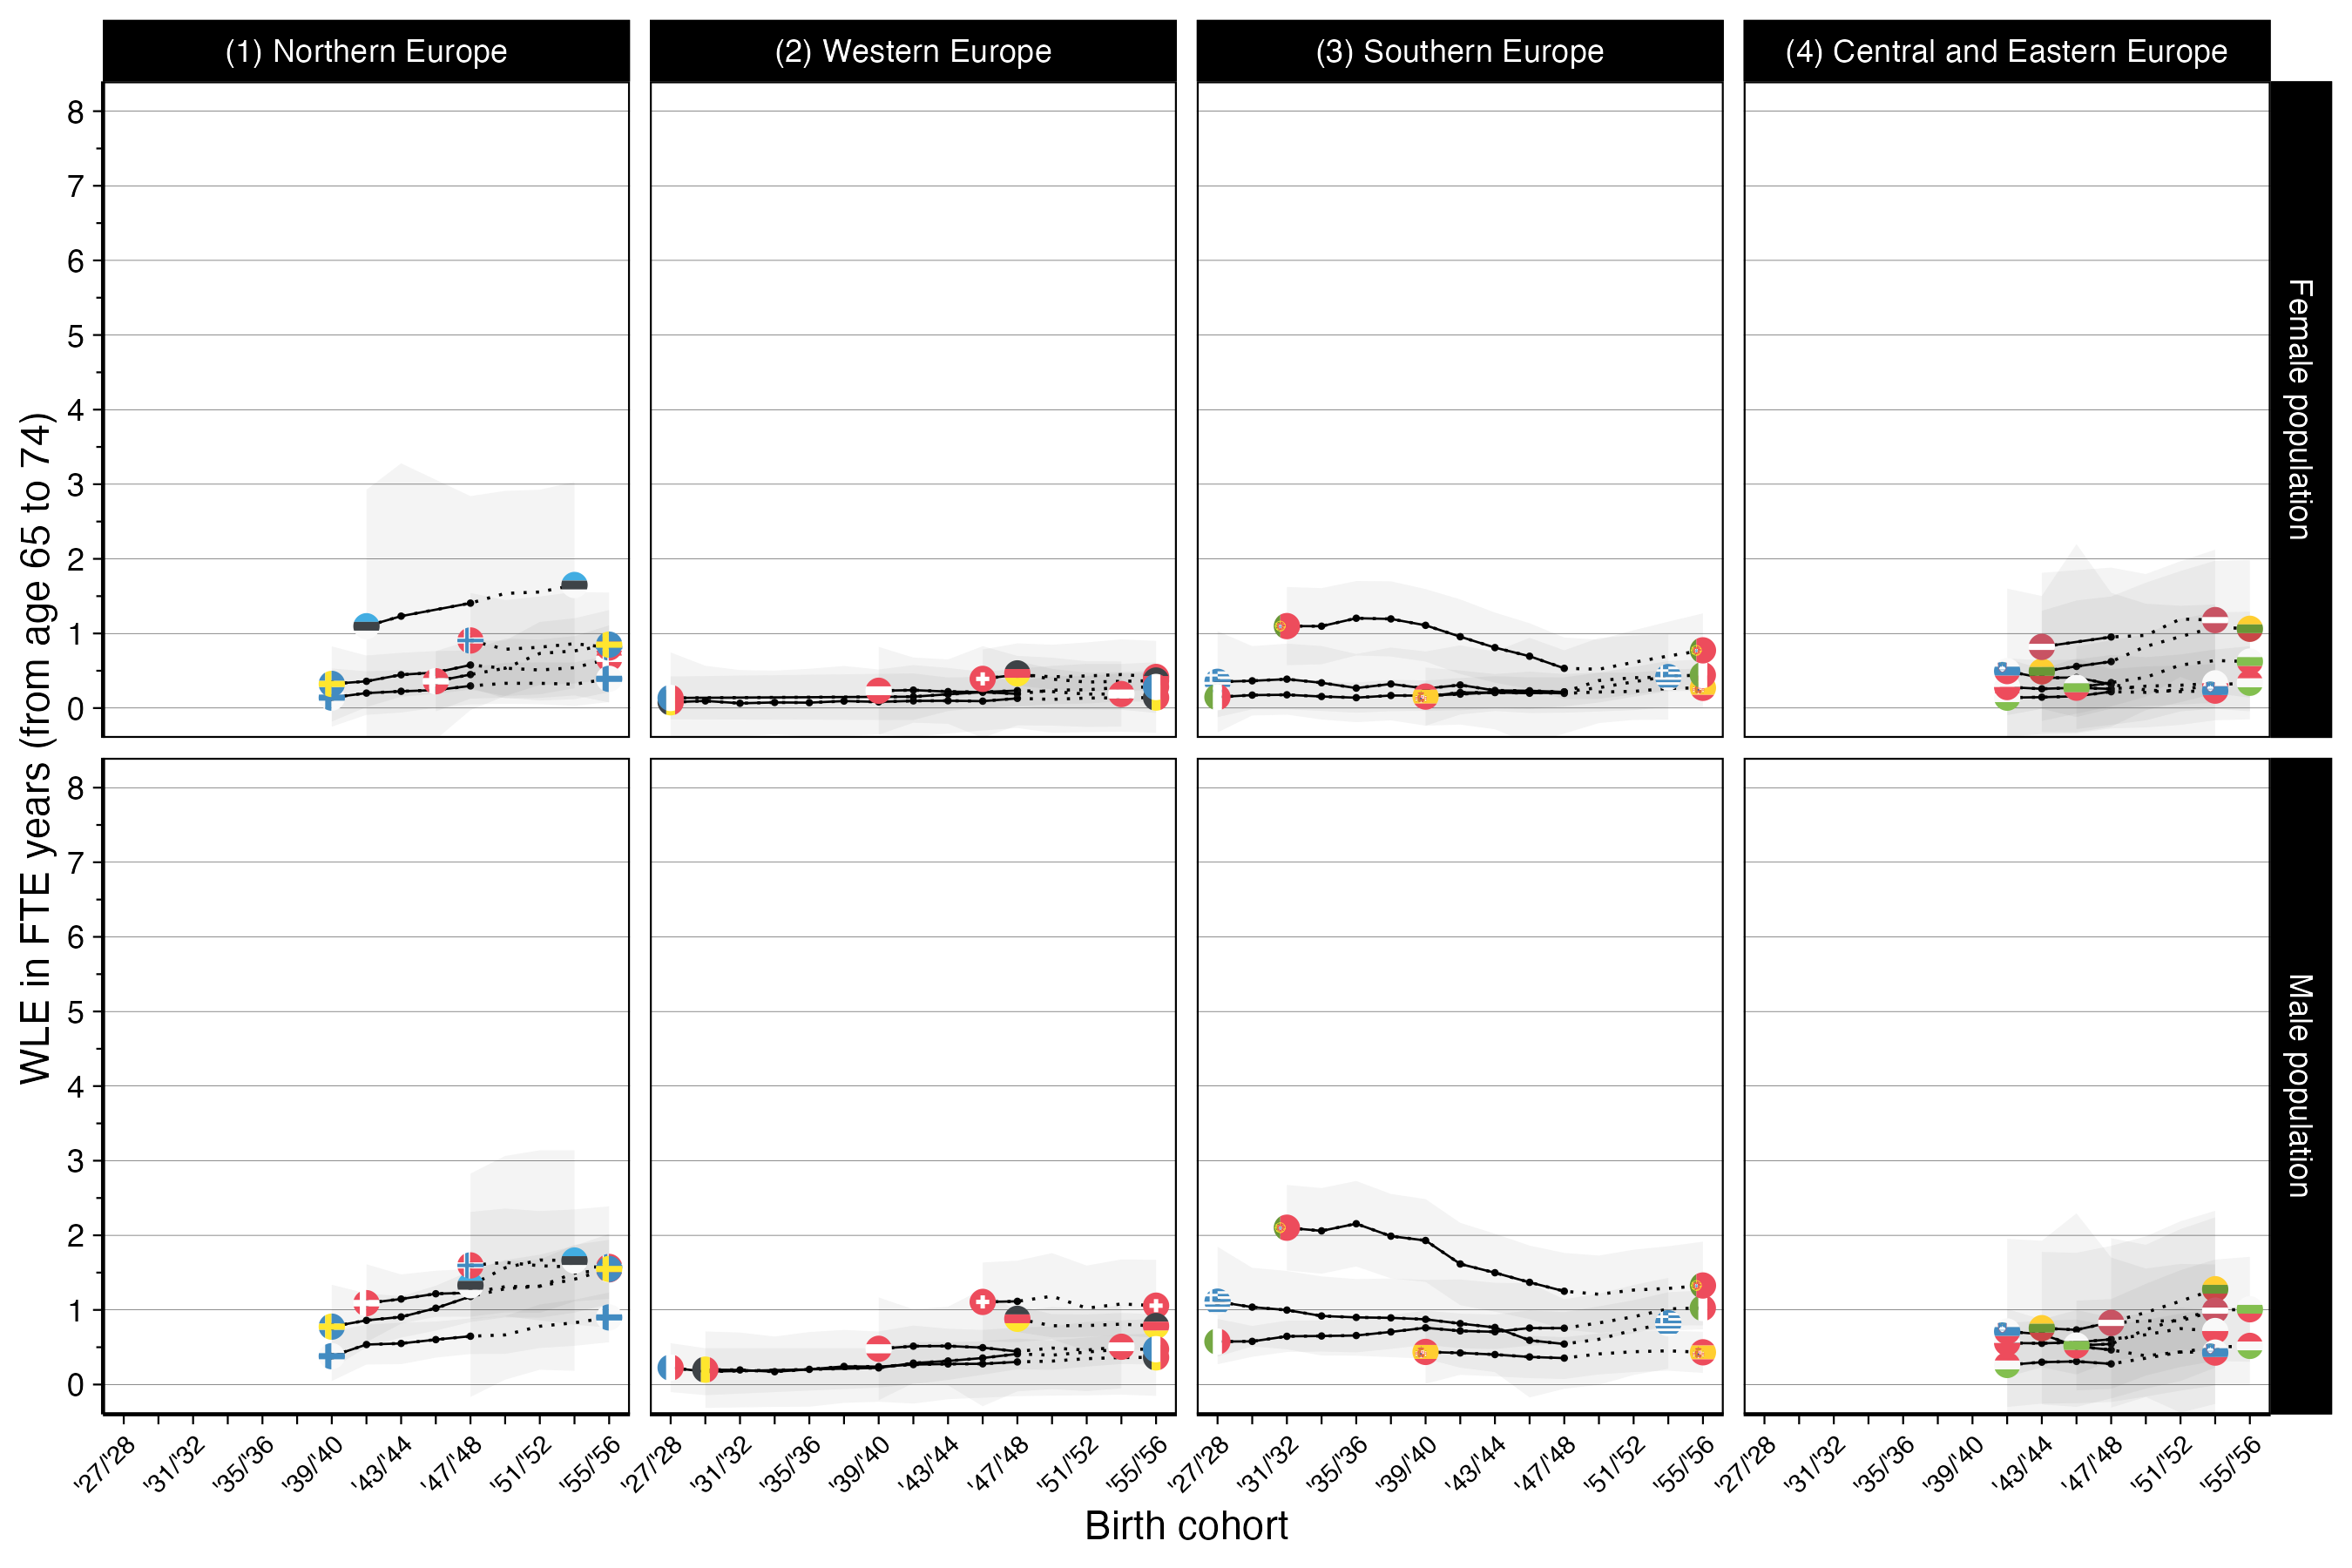 (1) Northern Europe
(2) Western Europe
(3) Southern Europe
(4) Central and Eastern Europe
WLE in FTE years (from age 65 to 74)
8
7
6
5
4
3
2
1
0
Female population
8
7
6
5
4
3
2
1
0
Male population
'27/'28 '31/'32 '35/'36 '39/'40 '43/'44 '47/'48 '51/'52 '55/'56
'27/'28 '31/'32 '35/'36 '39/'40 '43/'44 '47/'48 '51/'52 '55/'56
'27/'28 '31/'32 '35/'36 '39/'40 '43/'44 '47/'48 '51/'52 '55/'56
'27/'28 '31/'32 '35/'36 '39/'40 '43/'44 '47/'48 '51/'52 '55/'56
Birth cohort